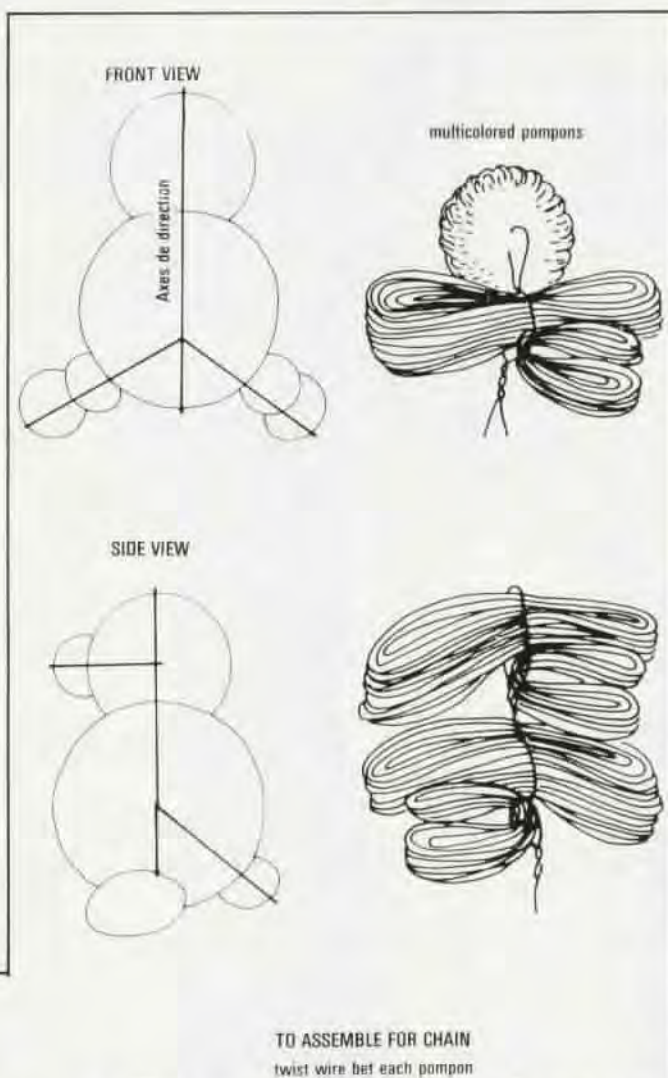 FRONT VIEW
multicolored pompons
Axes de direction
SIDE VIEW
TO ASSEMBLE FOR CHAIN
twist wire bet each pompon